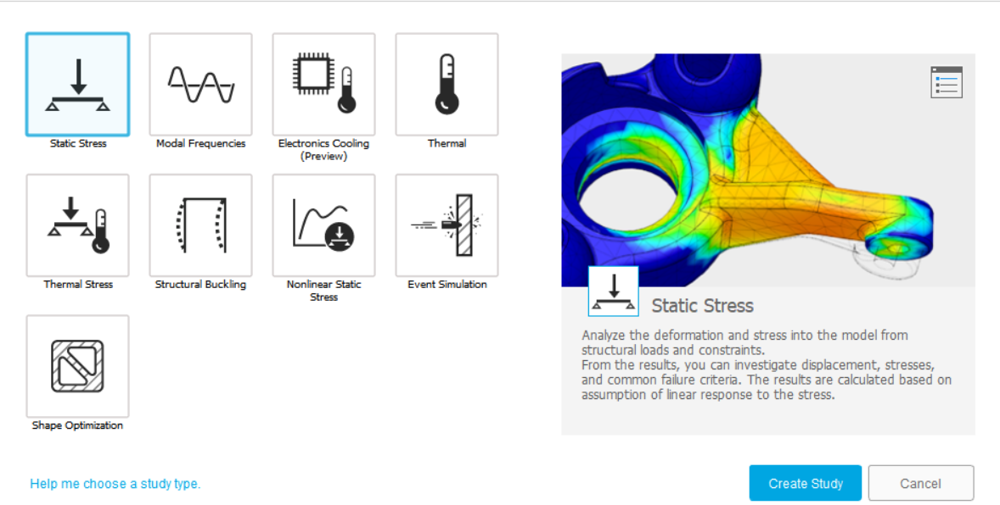 Static Stress
Modal Frequencies
Electronics Cooling
(Preview)
Thermal
Thermal Stress
Structural Buckling
Nonlinear Static
Stress
Event Simulation
Shape Optimization
Static Stress
Analyze the deformation and stress into the model from
structural loads and constraints.
From the results, you can investigate displacement, stresses,
and common failure criteria. The results are calculated based on
assumption of linear response to the stress.
Help me choose a study type.
Create Study
Cancel